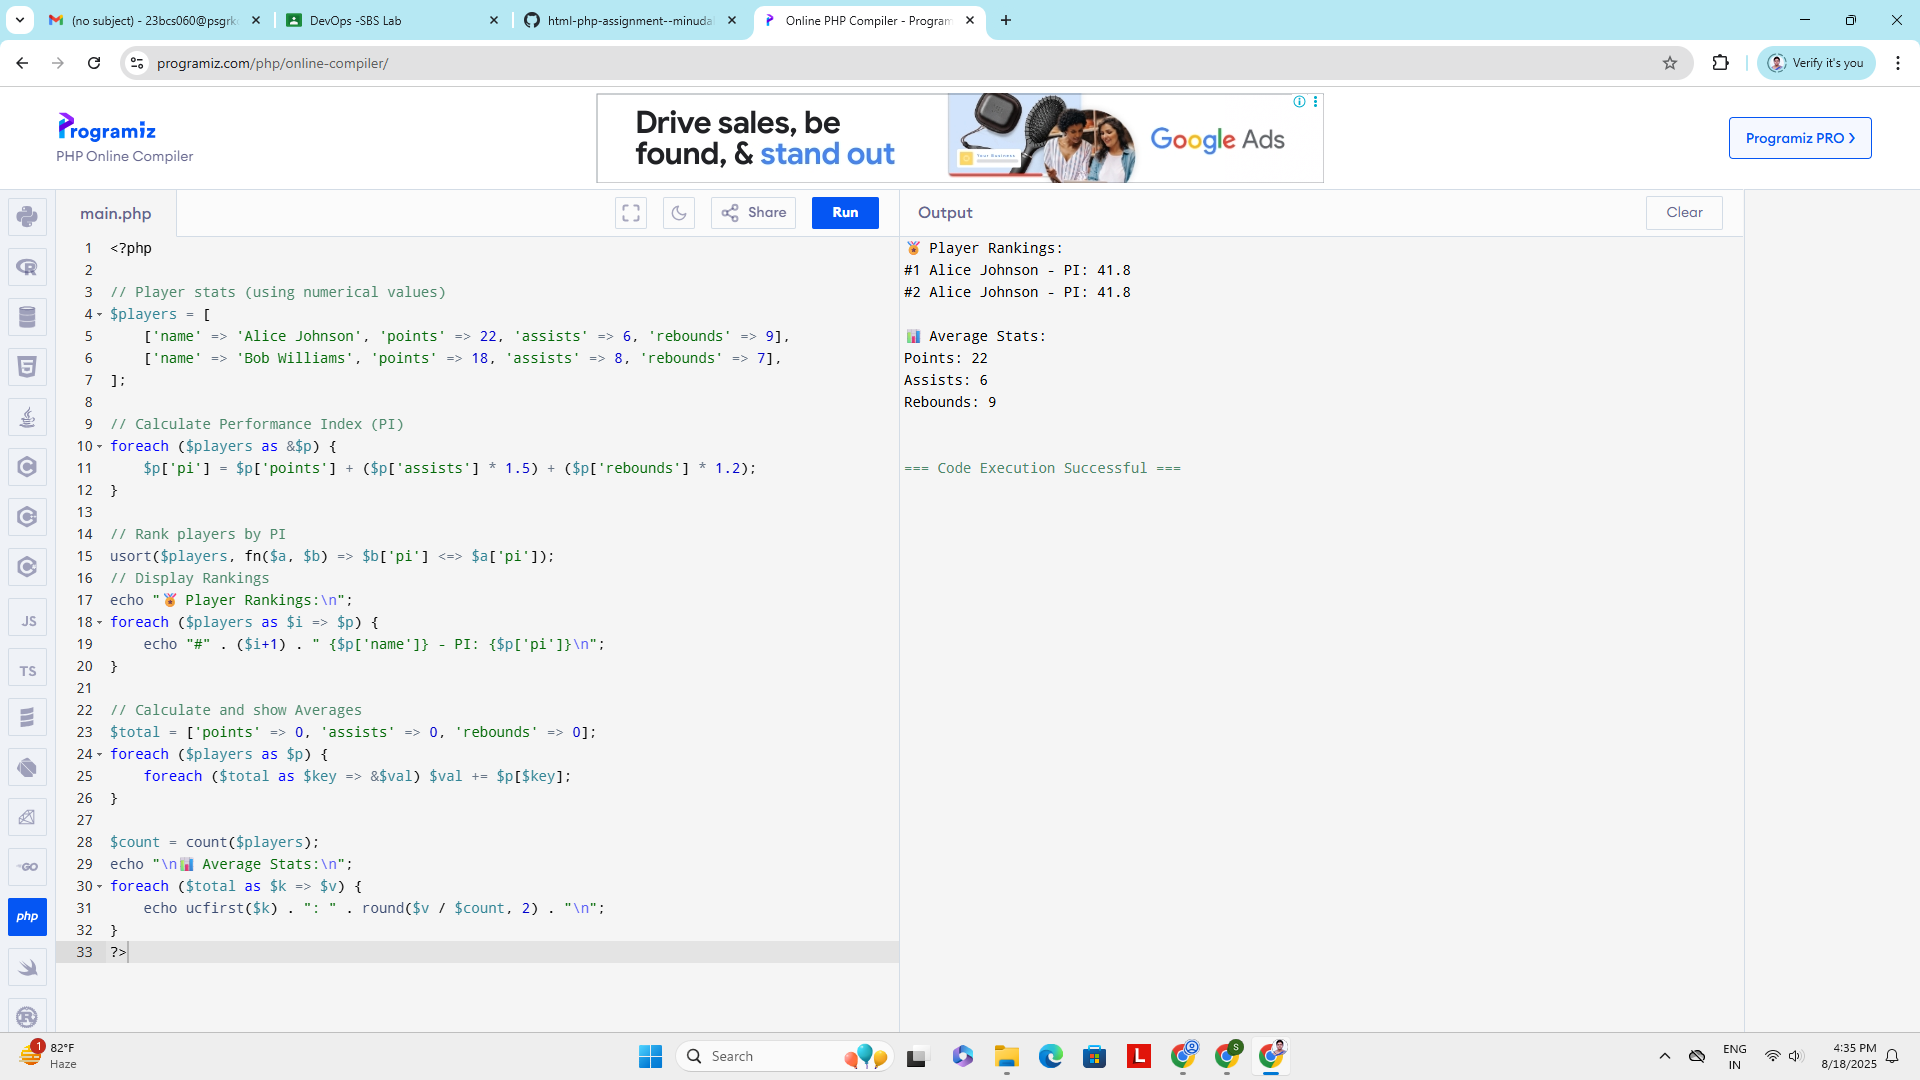 (no subject) - 23bcs060@psgrk
DevOps -SBS Lab
html-php-assignment--minuda
Online PHP Compiler - Program
programiz.com/php/online-compiler/
Verify it's you
Programiz
PHP Online Compiler
Drive sales, be
found, & stand out
Your Business
Google Ads
Programiz PRO
main.php
Share
Run
Output
Clear
1 <?php
2
3 // Player stats (using numerical values)
4 $players = [
5     ['name' => 'Alice Johnson', 'points' => 22, 'assists' => 6, 'rebounds' => 9],
6     ['name' => 'Bob Williams', 'points' => 18, 'assists' => 8, 'rebounds' => 7],
7 ];
8
9 // Calculate Performance Index (PI)
10 foreach ($players as &$p) {
11     $p['pi'] = $p['points'] + ($p['assists'] * 1.5) + ($p['rebounds'] * 1.2);
12 }
13
14 // Rank players by PI
15 usort($players, fn($a, $b) => $b['pi'] <=> $a['pi']);
16 // Display Rankings
17 echo "🏅 Player Rankings:\n";
18 foreach ($players as $i => $p) {
19     echo "#" . ($i+1) . " {$p['name']} - PI: {$p['pi']}\n";
20 }
21
22 // Calculate and show Averages
23 $total = ['points' => 0, 'assists' => 0, 'rebounds' => 0];
24 foreach ($players as $p) {
25     foreach ($total as $key => &$val) $val += $p[$key];
26 }
27
28 $count = count($players);
29 echo "\n📊 Average Stats:\n";
30 foreach ($total as $k => $v) {
31     echo ucfirst($k) . ": " . round($v / $count, 2) . "\n";
32 }
33 ?>
🏅 Player Rankings:
#1 Alice Johnson - PI: 41.8
#2 Alice Johnson - PI: 41.8
📊 Average Stats:
Points: 22
Assists: 6
Rebounds: 9
=== Code Execution Successful ===
JS
TS
GO
php
1
82°F
Haze
Search
L
S
ENG
IN
4:35 PM
8/18/2025